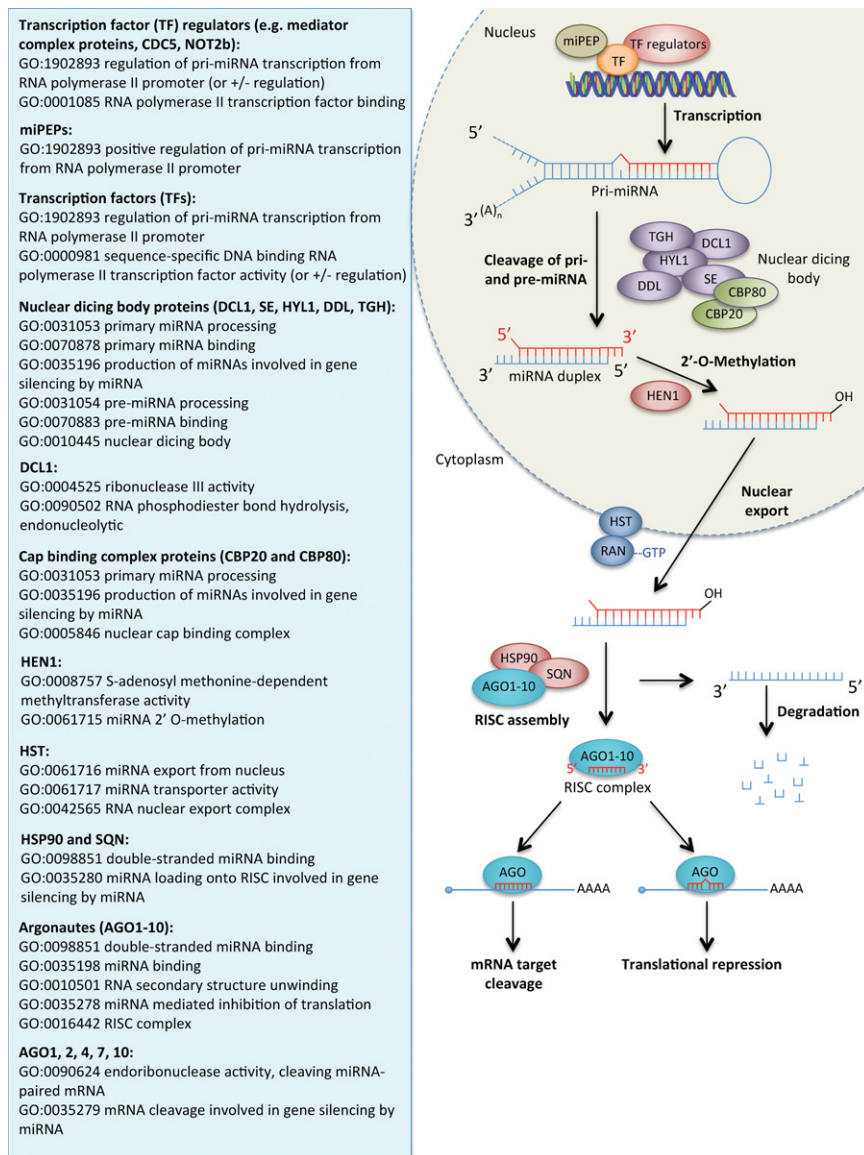 Transcription factor (TF) regulators (e.g. mediator
complex proteins, CDC5, NOT2b):
GO:1902893 regulation of pri-miRNA transcription from
RNA polymerase II promoter (or +/- regulation)
GO:0001085 RNA polymerase II transcription factor binding
miPEPs:
GO:1902893 positive regulation of pri-miRNA transcription
from RNA polymerase II promoter
Transcription factors (TFs):
GO:1902893 regulation of pri-miRNA transcription from
RNA polymerase II promoter
GO:0000981 sequence-specific DNA binding RNA
polymerase II transcription factor activity (or +/- regulation)
Nuclear dicing body proteins (DCL1, SE, HYL1, DDL, TGH):
GO:0031053 primary miRNA processing
GO:0070878 primary miRNA binding
GO:0035196 production of miRNAs involved in gene
silencing by miRNA
GO:0031054 pre-miRNA processing
GO:0070883 pre-miRNA binding
GO:0010445 nuclear dicing body
DCL1:
GO:0004525 ribonuclease III activity
GO:0090502 RNA phosphodiester bond hydrolysis,
endonucleolytic
Cap binding complex proteins (CBP20 and CBP80):
GO:0031053 primary miRNA processing
GO:0035196 production of miRNAs involved in gene
silencing by miRNA
GO:0005846 nuclear cap binding complex
HEN1:
GO:0008757 S-adenosyl methonine-dependent
methyltransferase activity
GO:0061715 miRNA 2’ O-methylation
HST:
GO:0061716 miRNA export from nucleus
GO:0061717 miRNA transporter activity
GO:0042565 RNA nuclear export complex
HSP90 and SQN:
GO:0098851 double-stranded miRNA binding
GO:0035280 miRNA loading onto RISC involved in gene
silencing by miRNA
Argonautes (AGO1-10):
GO:0098851 double-stranded miRNA binding
GO:0035198 miRNA binding
GO:0010501 RNA secondary structure unwinding
GO:0035278 miRNA mediated inhibition of translation
GO:0016442 RISC complex
AGO1, 2, 4, 7, 10:
GO:0090624 endoribonuclease activity, cleaving miRNA-
paired mRNA
GO:0035279 mRNA cleavage involved in gene silencing by
miRNA
Nucleus
miPEP
TF regulators
TF
Transcription
5’
Pri-miRNA
3’ (A)n
Cleavage of pri-
and pre-miRNA
TGH
DCL1
HYL1
DDL
SE
CBP80
CBP20
Nuclear dicing
body
5’
3’
3’
5’
miRNA duplex
2’-O-Methylation
HEN1
OH
Cytoplasm
Nuclear
export
HST
RAN
--GTP
OH
HSP90
SQN
AGO1-10
RISC assembly
3’
5’
Degradation
AGO1-10
5’
3’
RISC complex
AGO
AAAA
AGO
AAAA
mRNA target
cleavage
Translational repression